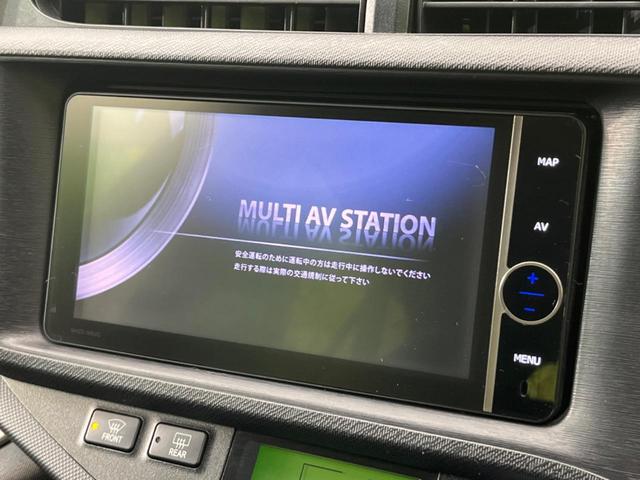 MULTI AV STATION
安全運転のために運転中の方は走行中に操作しないでください
走行する際は実際の交通規制に従って下さい
MAP
AV
+
−
MENU
FRONT
REAR